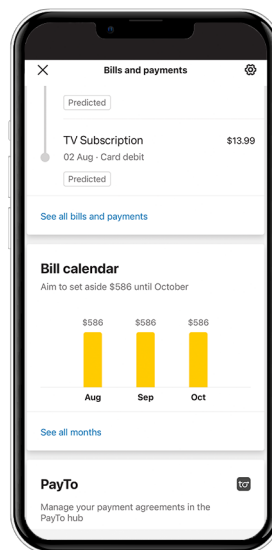 Bills and payments
Predicted
TV Subscription $13.99
02 Aug · Card debit
Predicted
See all bills and payments
Bill calendar
Aim to set aside $586 until October
$586 $586 $586
Aug Sep Oct
See all months
PayTo
Manage your payment agreements in the
PayTo hub